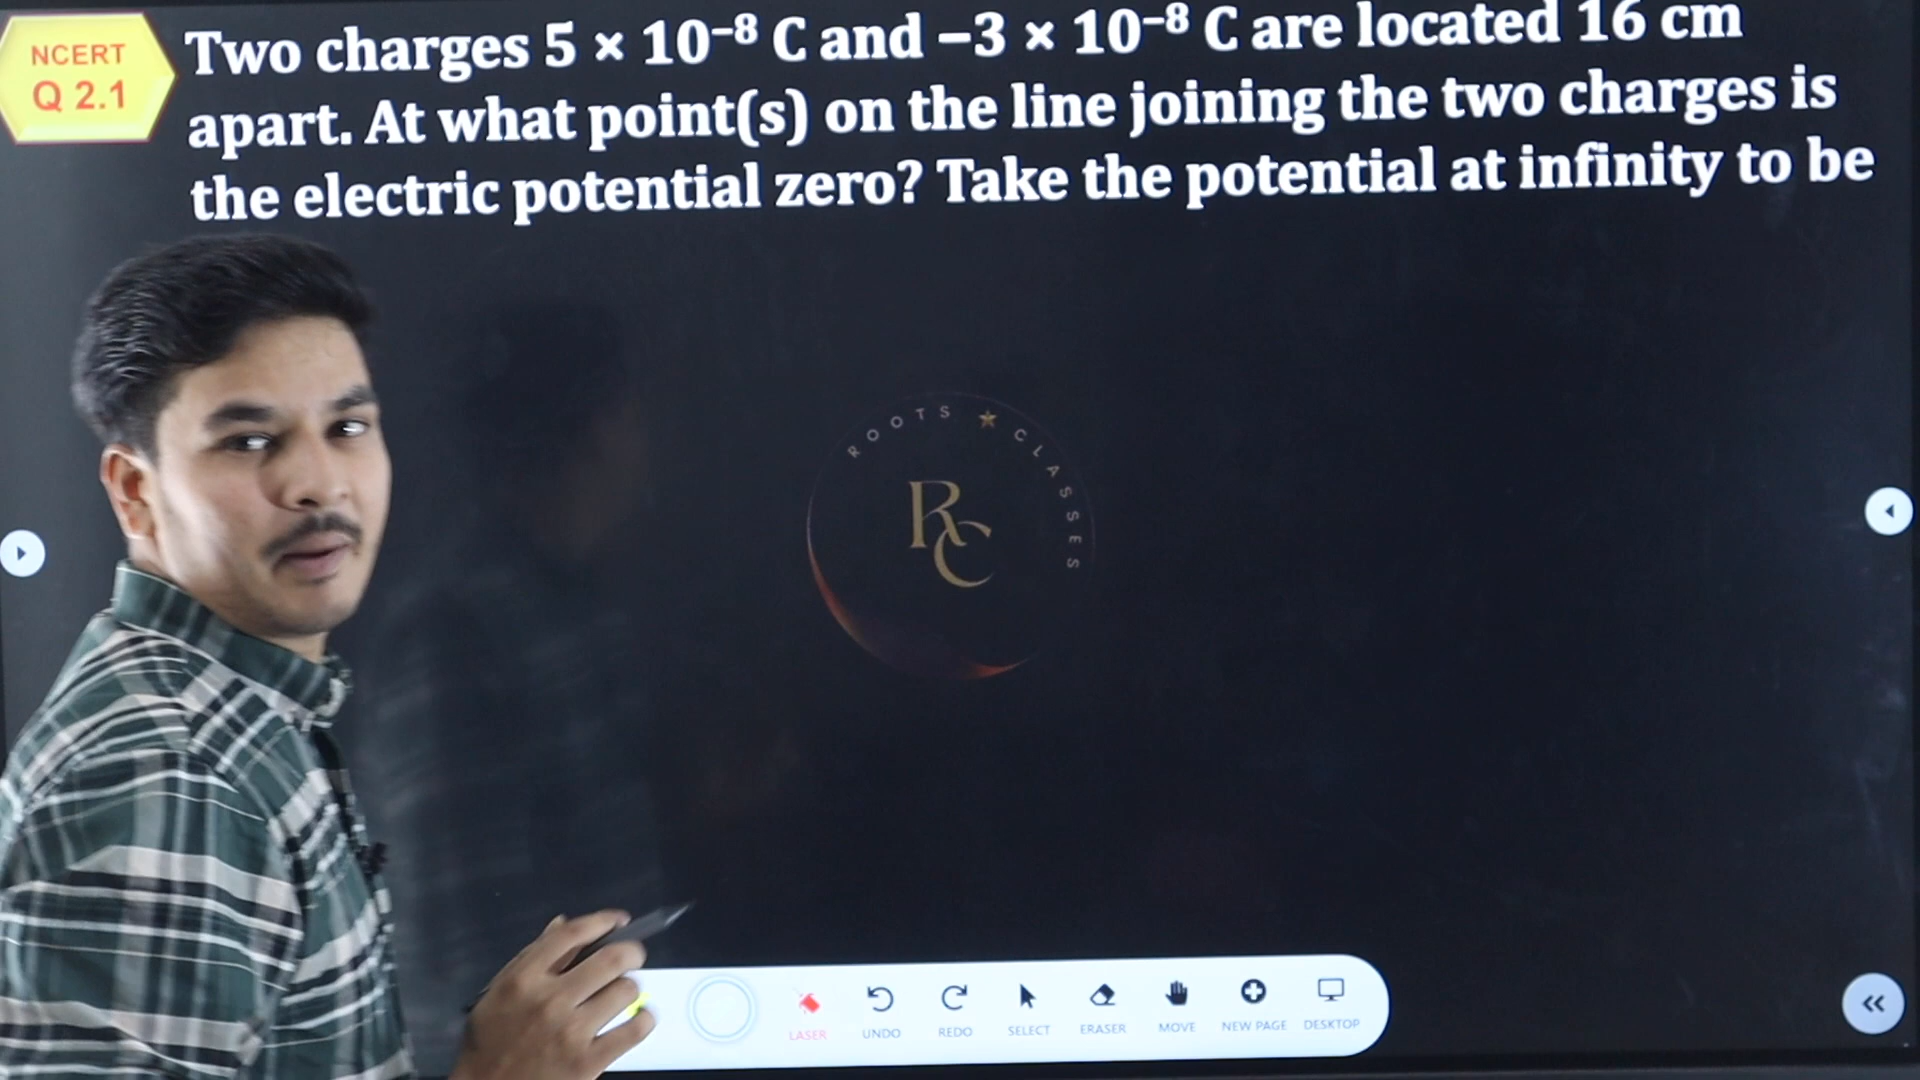 NCERT
Q 2.1
Two charges 5 × 10⁻⁸ C and −3 × 10⁻⁸ C are located 16 cm
apart. At what point(s) on the line joining the two charges is
the electric potential zero? Take the potential at infinity to be
ROOTS ★ CLASSES
RC
LASER
UNDO
REDO
SELECT
ERASER
MOVE
NEW PAGE
DESKTOP